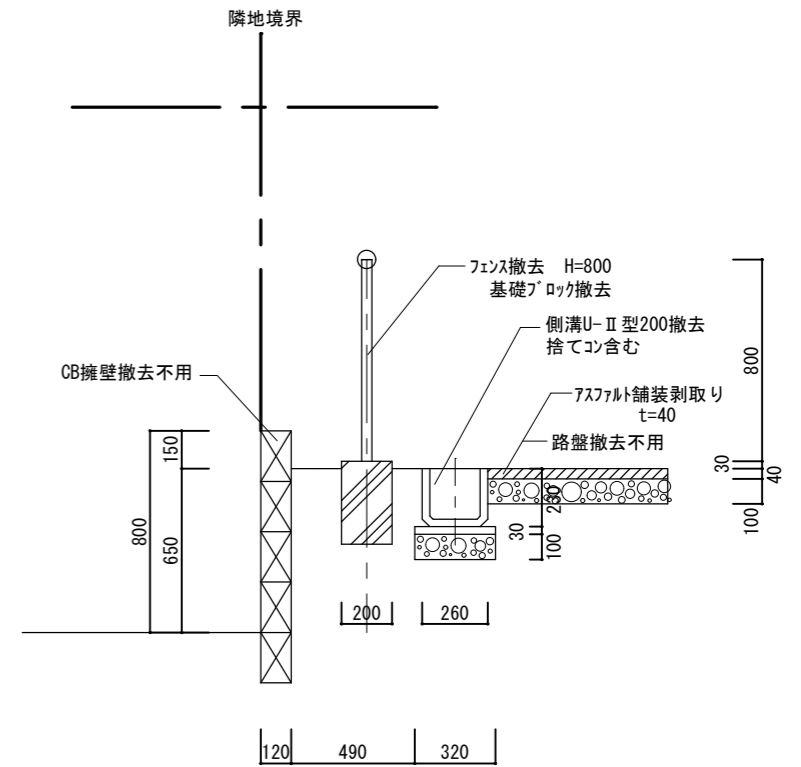 隣地境界
フェンス撤去 H=800
基礎ブロック撤去
側溝U-Ⅱ型200撤去
捨てコン含む
CB擁壁撤去不用
アスファルト舗装剥取り
t=40
路盤撤去不用
800
30
40
100
150
800
650
230
30
100
200
260
120
490
320